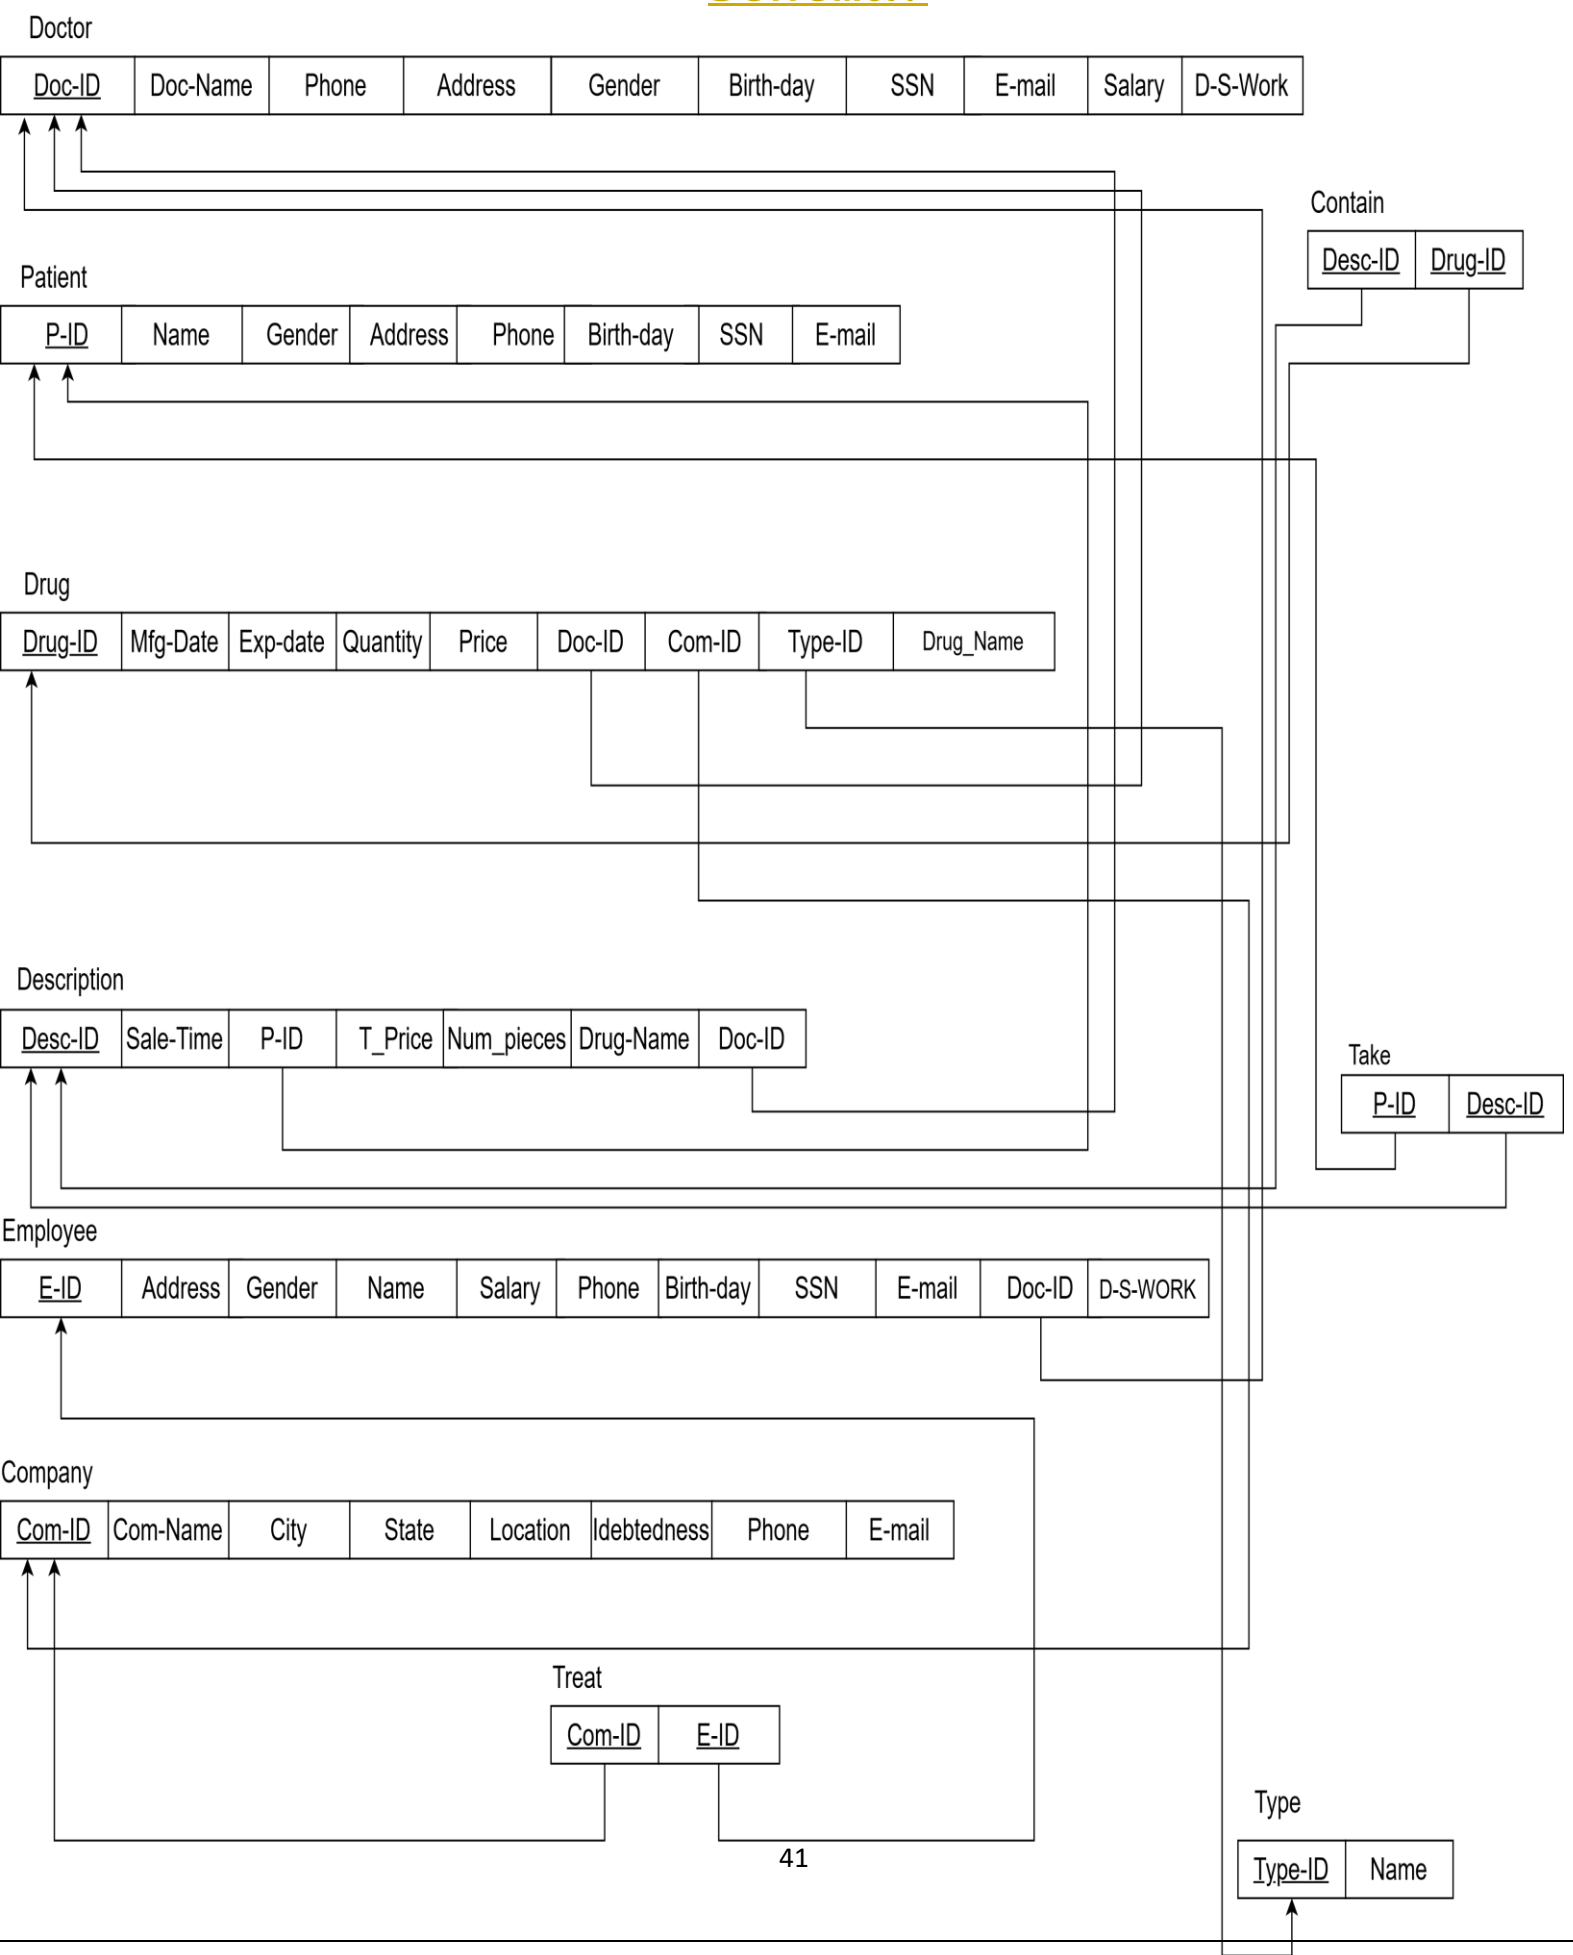 Doctor
Doc-ID Doc-Name Phone Address Gender Birth-day SSN E-mail Salary D-S-Work
Contain
Desc-ID Drug-ID
Patient
P-ID Name Gender Address Phone Birth-day SSN E-mail
Drug
Drug-ID Mfg-Date Exp-date Quantity Price Doc-ID Com-ID Type-ID Drug_Name
Description
Desc-ID Sale-Time P-ID T_Price Num_pieces Drug-Name Doc-ID
Take
P-ID Desc-ID
Employee
E-ID Address Gender Name Salary Phone Birth-day SSN E-mail Doc-ID D-S-WORK
Company
Com-ID Com-Name City State Location Idebtedness Phone E-mail
Treat
Com-ID E-ID
Type
Type-ID Name
41